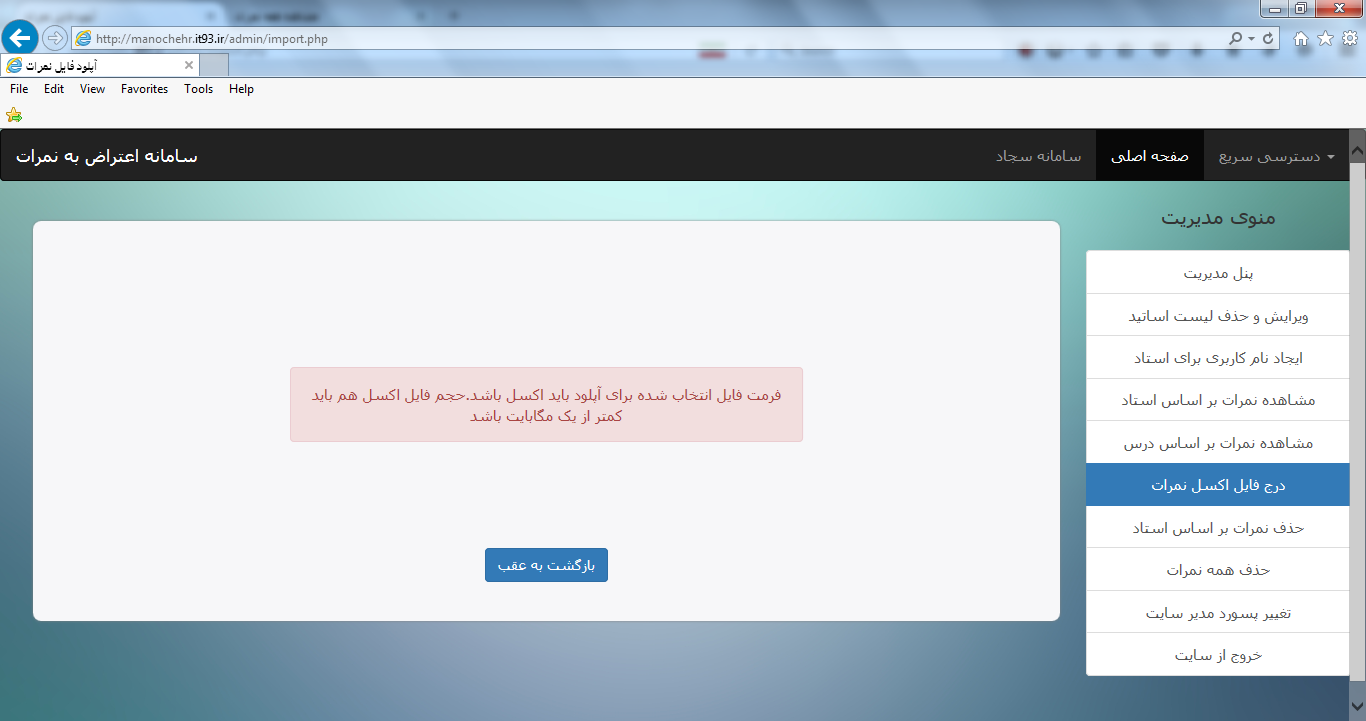 http://manochehr.it93.ir/admin/import.php
آپلود فایل نمرات
File Edit View Favorites Tools Help
دسترسی سریع
صفحه اصلی
سامانه سجاد
سامانه اعتراض به نمرات
منوی مدیریت
پنل مدیریت
ویرایش و حذف لیست اساتید
ایجاد نام کاربری برای استاد
مشاهده نمرات بر اساس استاد
مشاهده نمرات بر اساس درس
درج فایل اکسل نمرات
حذف نمرات بر اساس استاد
حذف همه نمرات
تغییر پسورد مدیر سایت
خروج از سایت
فرمت فایل انتخاب شده برای آپلود باید اکسل باشد.حجم فایل اکسل هم باید
کمتر از یک مگابایت باشد
بازگشت به عقب